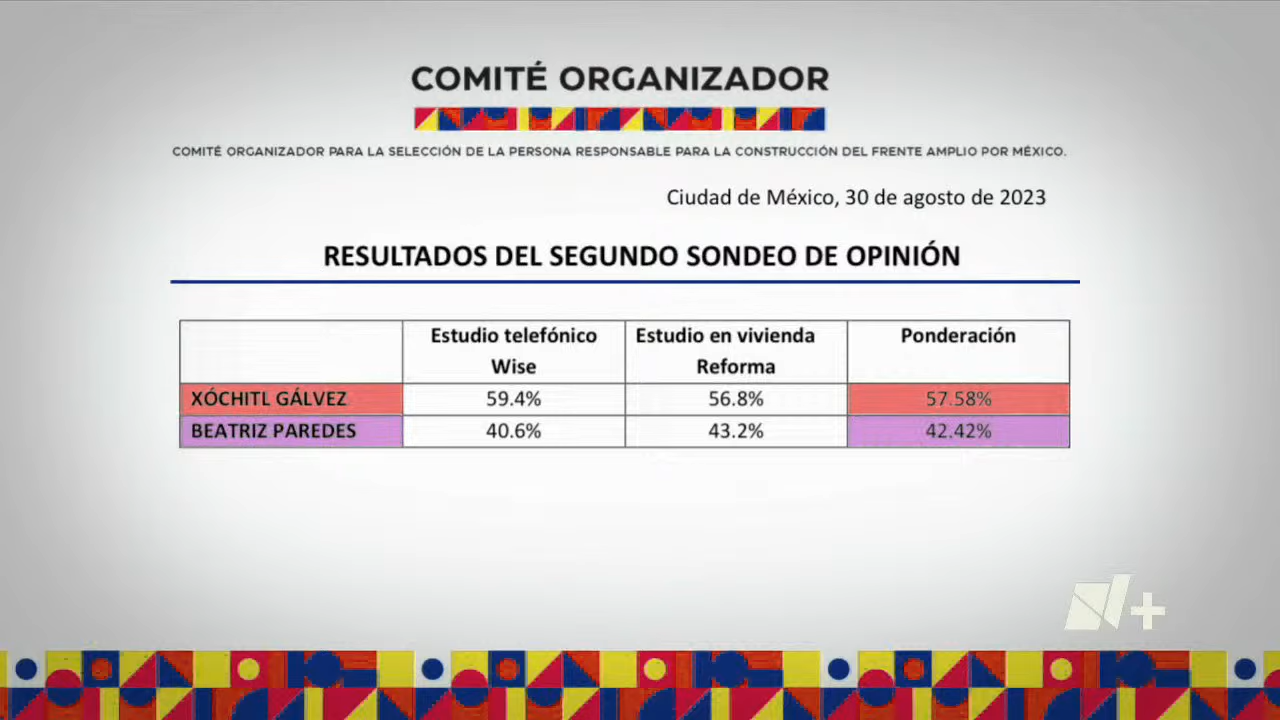 COMITÉ ORGANIZADOR
COMITÉ ORGANIZADOR PARA LA SELECCIÓN DE LA PERSONA RESPONSABLE PARA LA CONSTRUCCIÓN DEL FRENTE AMPLIO POR MÉXICO.
Ciudad de México, 30 de agosto de 2023
RESULTADOS DEL SEGUNDO SONDEO DE OPINIÓN
Estudio telefónico Wise Estudio en vivienda Reforma Ponderación
XÓCHITL GÁLVEZ 59.4% 56.8% 57.58%
BEATRIZ PAREDES 40.6% 43.2% 42.42%
N+